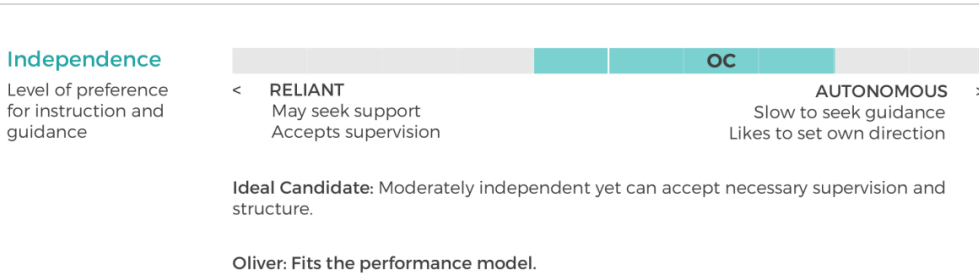 Independence
Level of preference
for instruction and
guidance
OC
< RELIANT
May seek support
Accepts supervision
AUTONOMOUS >
Slow to seek guidance
Likes to set own direction
Ideal Candidate: Moderately independent yet can accept necessary supervision and
structure.
Oliver: Fits the performance model.